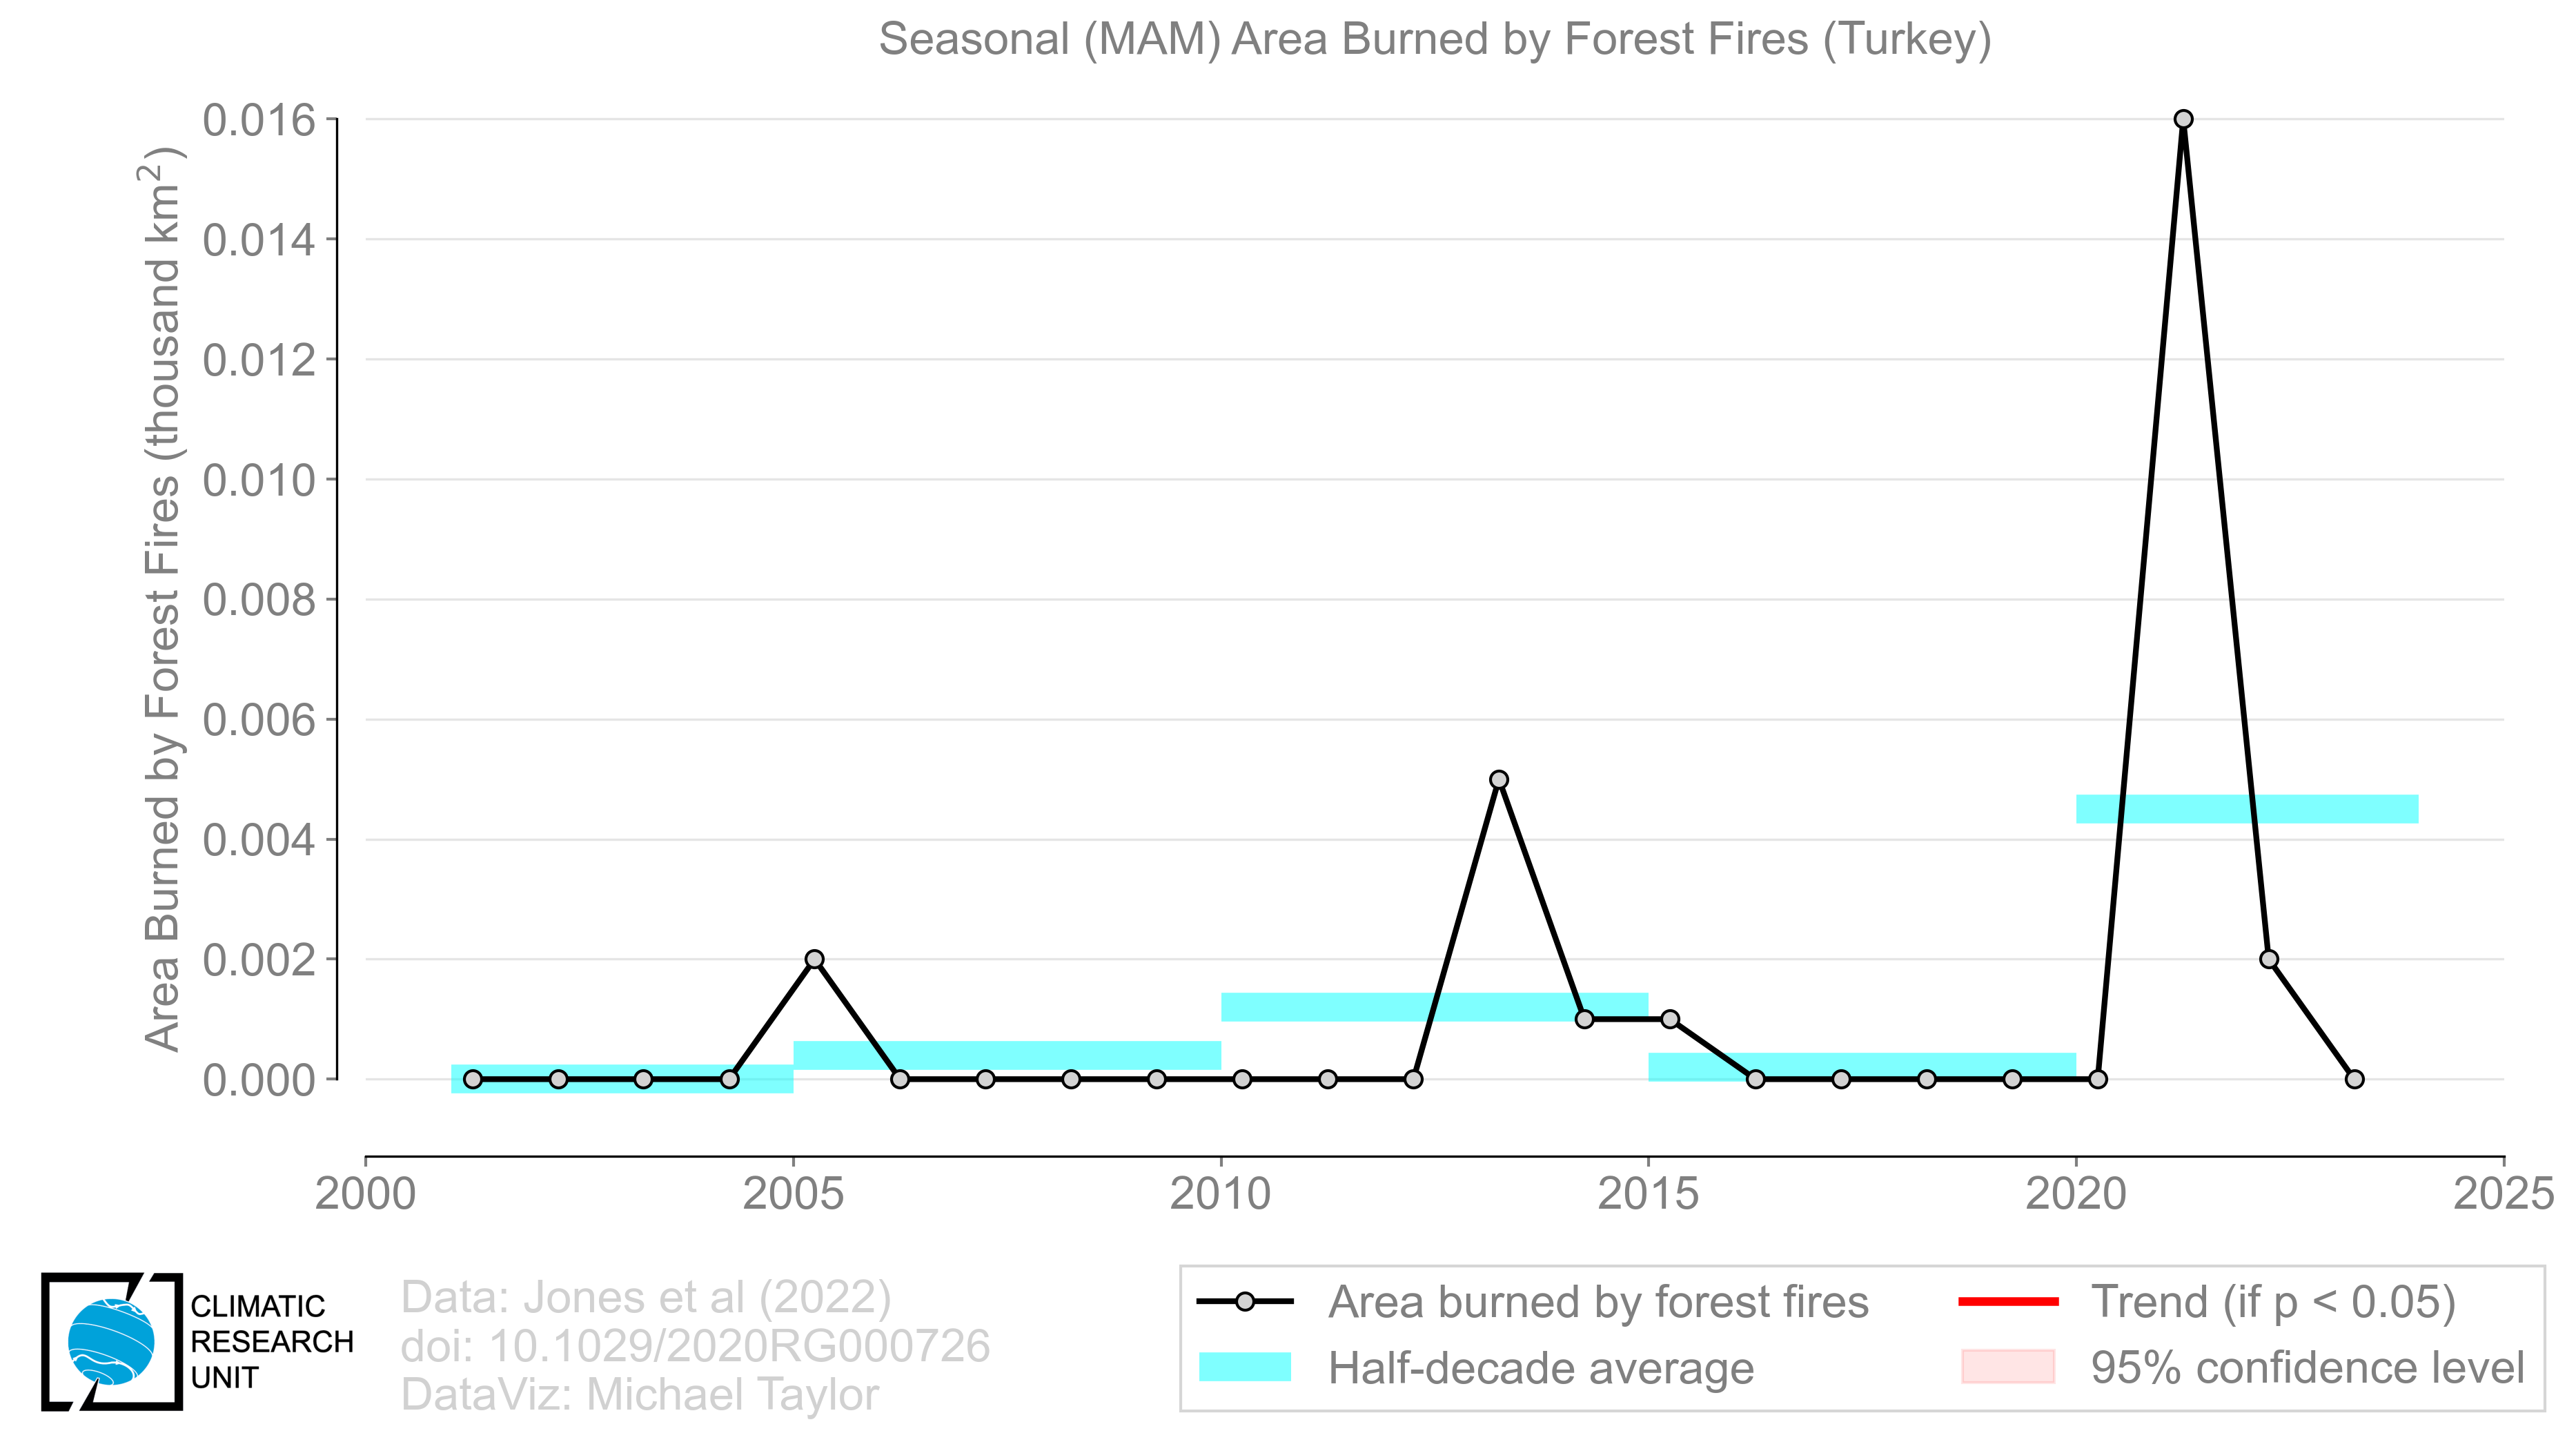 Seasonal (MAM) Area Burned by Forest Fires (Turkey)
Area Burned by Forest Fires (thousand km²)
0.016
0.014
0.012
0.010
0.008
0.006
0.004
0.002
0.000
2000 2005 2010 2015 2020 2025
CLIMATIC
RESEARCH
UNIT
Data: Jones et al (2022)
doi: 10.1029/2020RG000726
DataViz: Michael Taylor
Area burned by forest fires
Half-decade average
Trend (if p < 0.05)
95% confidence level